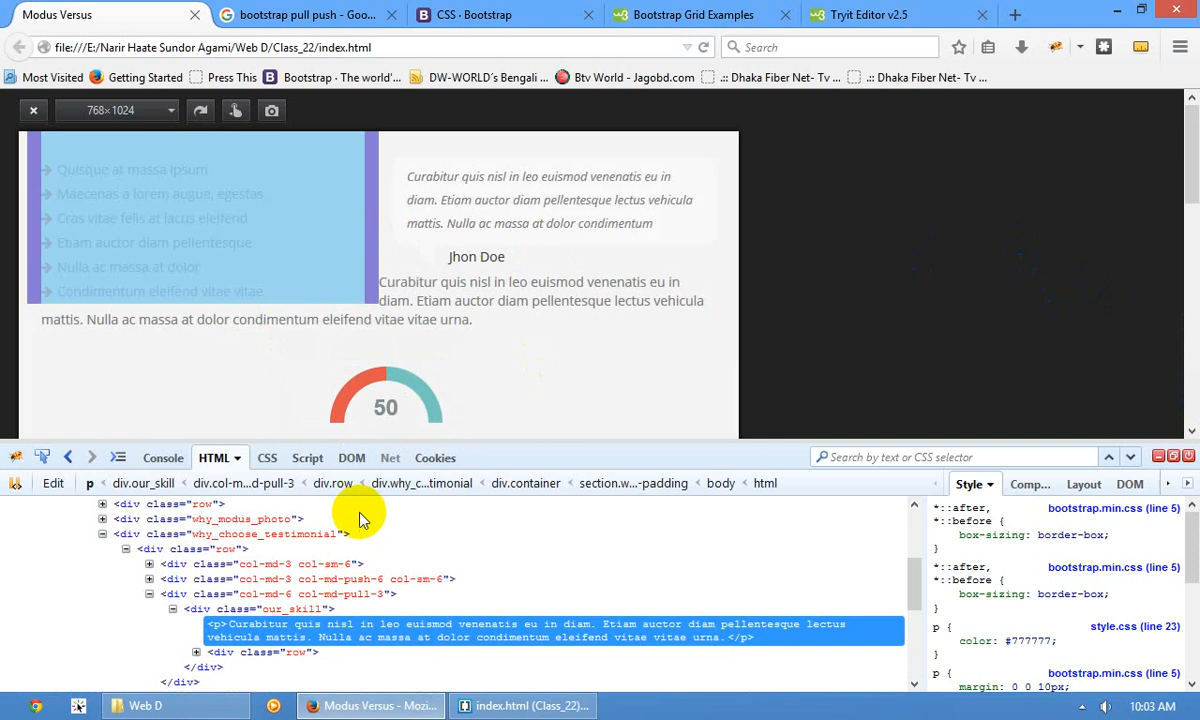 Modus Versus
bootstrap pull push - Goo...
CSS · Bootstrap
Bootstrap Grid Examples
Tryit Editor v2.5
file:///E:/Narir Haate Sundor Agami/Web D/Class_22/index.html
Search
Most Visited
Getting Started
Press This
Bootstrap · The world'...
DW-WORLD's Bengali ...
Btv World - Jagobd.com
.:: Dhaka Fiber Net- Tv ...
.:: Dhaka Fiber Net- Tv ...
768×1024
Quisque at massa ipsum
Maecenas a lorem augue, egestas
Cras vitae felis at lacus eleifend
Etiam auctor diam pellentesque
Nulla ac massa at dolor
Condimentum eleifend vitae vitae
Curabitur quis nisl in leo euismod venenatis eu in
diam. Etiam auctor diam pellentesque lectus vehicula
mattis. Nulla ac massa at dolor condimentum
Jhon Doe
Curabitur quis nisl in leo euismod venenatis eu in
diam. Etiam auctor diam pellentesque lectus vehicula
mattis. Nulla ac massa at dolor condimentum eleifend vitae vitae urna.
50
Console
HTML
CSS
Script
DOM
Net
Cookies
Search by text or CSS selector
Edit
p < div.our_skill < div.col-m...d-pull-3 < div.row < div.why_c...timonial < div.container < section.w...-padding < body < html
Style
Comp...
Layout
DOM
<div class="row">
<div class="why_modus_photo">
<div class="why_choose_testimonial">
<div class="row">
<div class="col-md-3 col-sm-6">
<div class="col-md-3 col-md-push-6 col-sm-6">
<div class="col-md-6 col-md-pull-3">
<div class="our_skill">
<p>Curabitur quis nisl in leo euismod venenatis eu in diam. Etiam auctor diam pellentesque lectus
vehicula mattis. Nulla ac massa at dolor condimentum eleifend vitae vitae urna.</p>
<div class="row">
</div>
</div>
*::after, bootstrap.min.css (line 5)
*::before {
box-sizing: border-box;
}
*::after, bootstrap.min.css (line 5)
*::before {
box-sizing: border-box;
}
p { style.css (line 23)
color: #777777;
}
p { bootstrap.min.css (line 5)
margin: 0 0 10px;
Web D
Modus Versus - Mozi...
index.html (Class_22)...
10:03 AM